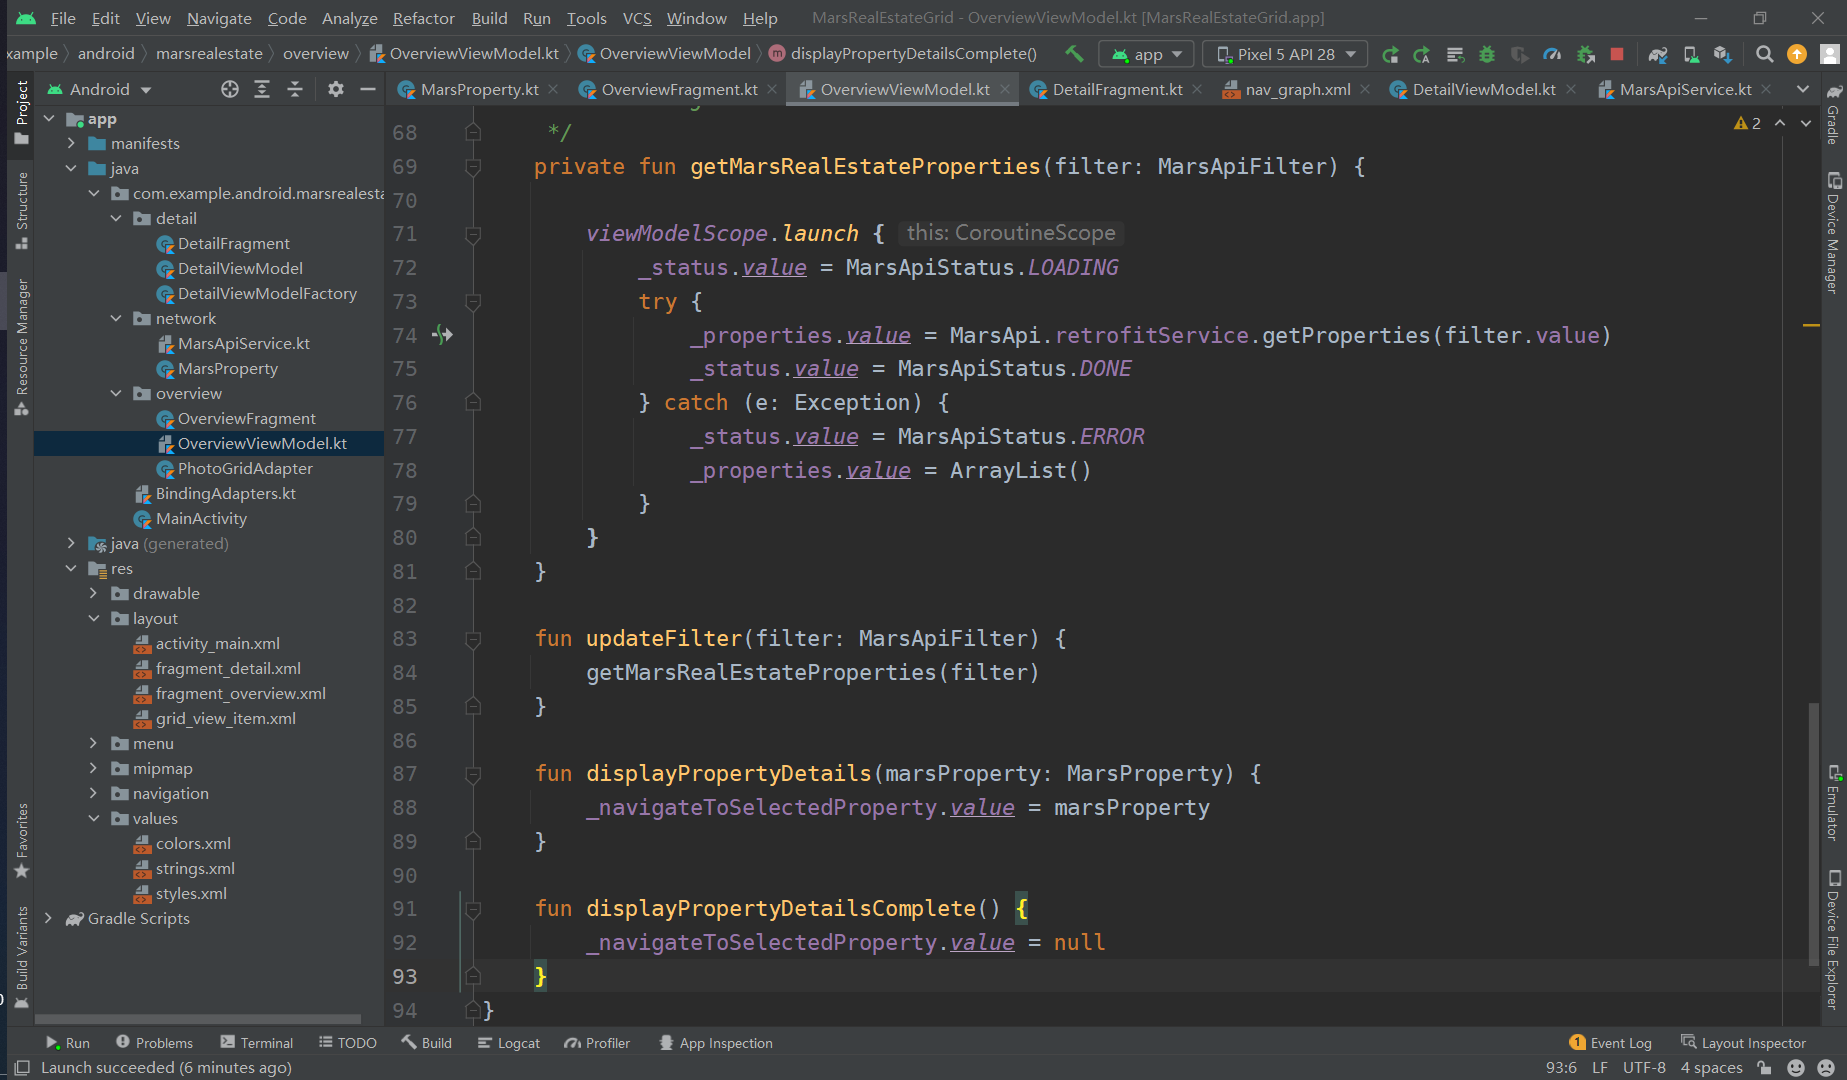 File Edit View Navigate Code Analyze Refactor Build Run Tools VCS Window Help MarsRealEstateGrid - OverviewViewModel.kt [MarsRealEstateGrid.app]
xample android marsrealestate overview OverviewViewModel.kt OverviewViewModel displayPropertyDetailsComplete() app Pixel 5 API 28
Android MarsProperty.kt OverviewFragment.kt OverviewViewModel.kt DetailFragment.kt nav_graph.xml DetailViewModel.kt MarsApiService.kt
Project
Structure
Resource Manager
Favorites
Build Variants
app
manifests
java
com.example.android.marsrealesta
detail
DetailFragment
DetailViewModel
DetailViewModelFactory
network
MarsApiService.kt
MarsProperty
overview
OverviewFragment
OverviewViewModel.kt
PhotoGridAdapter
BindingAdapters.kt
MainActivity
java (generated)
res
drawable
layout
activity_main.xml
fragment_detail.xml
fragment_overview.xml
grid_view_item.xml
menu
mipmap
navigation
values
colors.xml
strings.xml
styles.xml
Gradle Scripts
2
68 */
69 private fun getMarsRealEstateProperties(filter: MarsApiFilter) {
70
71 viewModelScope.launch { this: CoroutineScope
72 _status.value = MarsApiStatus.LOADING
73 try {
74 _properties.value = MarsApi.retrofitService.getProperties(filter.value)
75 _status.value = MarsApiStatus.DONE
76 } catch (e: Exception) {
77 _status.value = MarsApiStatus.ERROR
78 _properties.value = ArrayList()
79 }
80 }
81 }
82
83 fun updateFilter(filter: MarsApiFilter) {
84 getMarsRealEstateProperties(filter)
85 }
86
87 fun displayPropertyDetails(marsProperty: MarsProperty) {
88 _navigateToSelectedProperty.value = marsProperty
89 }
90
91 fun displayPropertyDetailsComplete() {
92 _navigateToSelectedProperty.value = null
93 }
94 }
Gradle
Device Manager
Emulator
Device File Explorer
Run Problems Terminal TODO Build Logcat Profiler App Inspection 1 Event Log Layout Inspector
Launch succeeded (6 minutes ago) 93:6 LF UTF-8 4 spaces